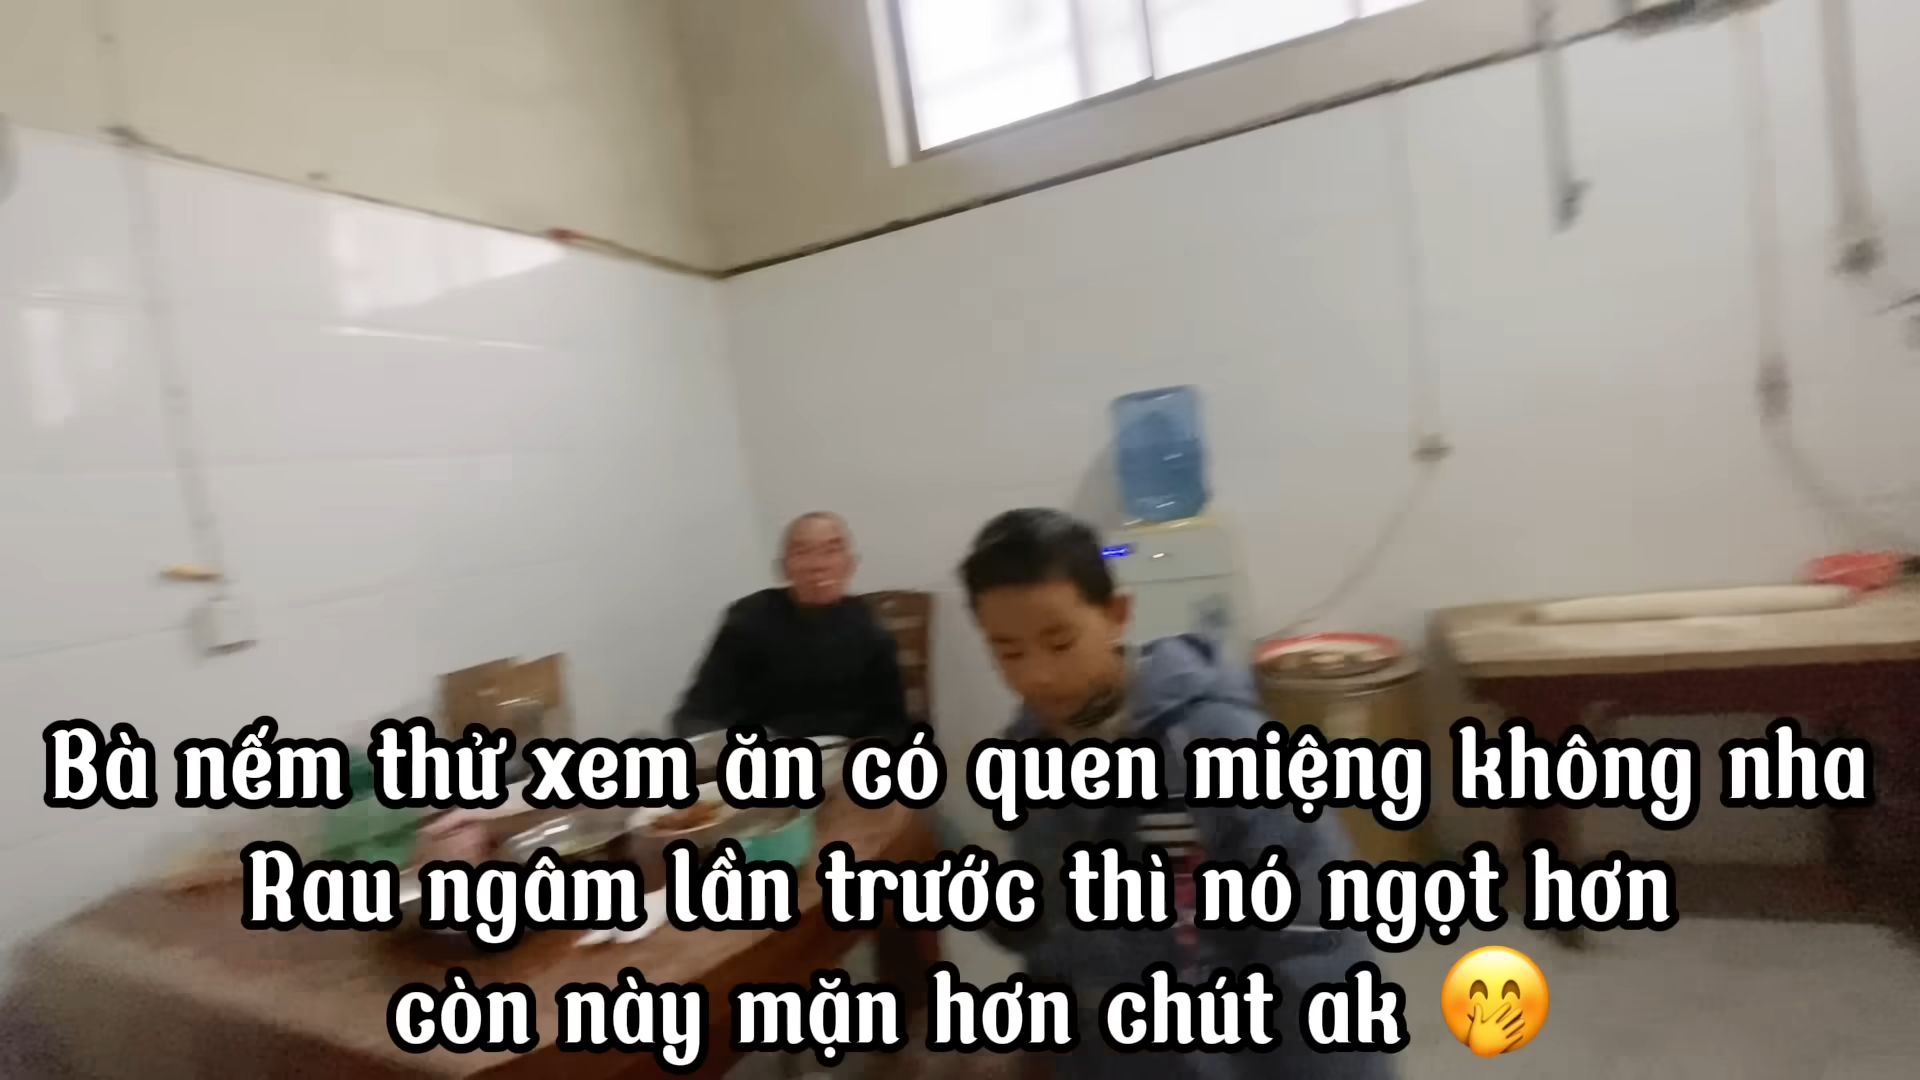 Bà nếm thử xem ăn có quen miệng không nha
Rau ngâm lần trước thì nó ngọt hơn
còn này mặn hơn chút ak 🤭